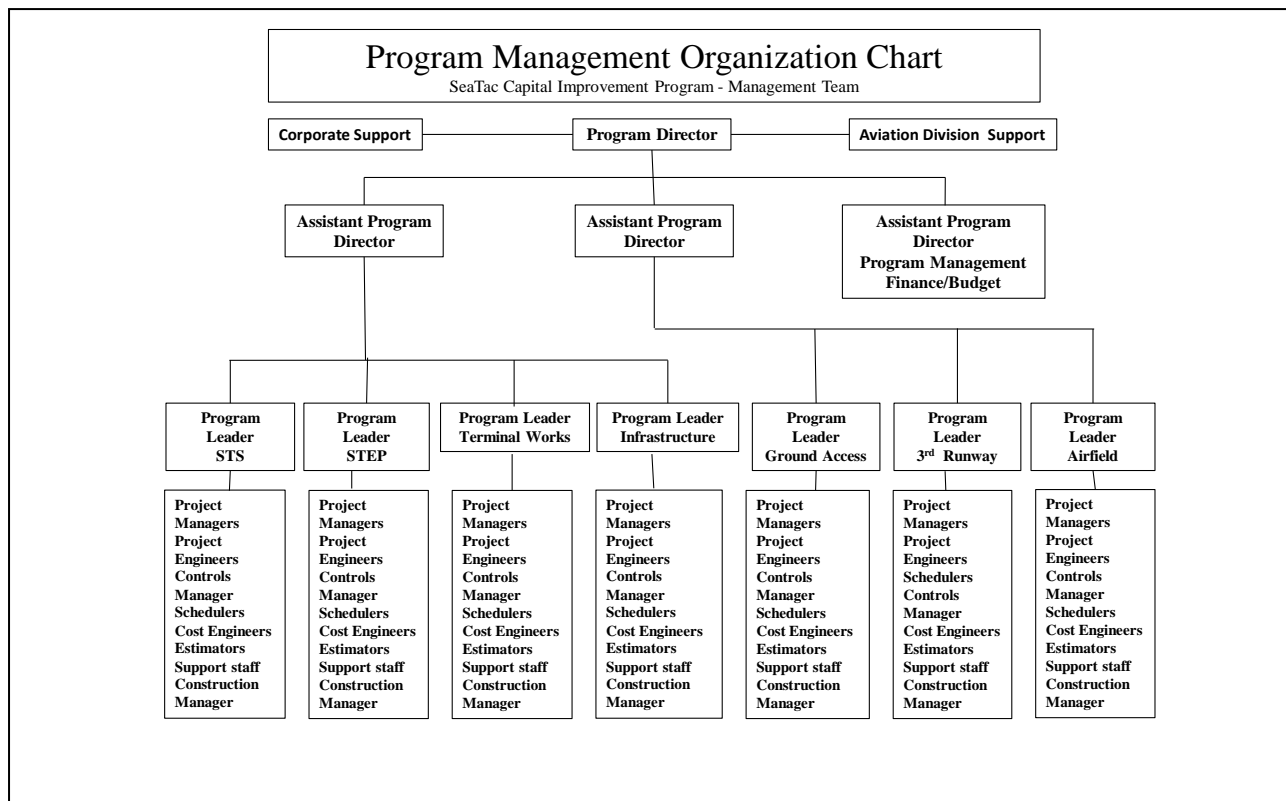 Program Management Organization Chart
SeaTac Capital Improvement Program - Management Team
Corporate Support
Program Director
Aviation Division Support
Assistant Program
Director
Assistant Program
Director
Assistant Program
Director
Program Management
Finance/Budget
Program
Leader
STS
Program
Leader
STEP
Program Leader
Terminal Works
Program Leader
Infrastructure
Program
Leader
Ground Access
Program
Leader
3rd Runway
Program
Leader
Airfield
Project
Managers
Project
Engineers
Controls
Manager
Schedulers
Cost Engineers
Estimators
Support staff
Construction
Manager
Project
Managers
Project
Engineers
Controls
Manager
Schedulers
Cost Engineers
Estimators
Support staff
Construction
Manager
Project
Managers
Project
Engineers
Controls
Manager
Schedulers
Cost Engineers
Estimators
Support staff
Construction
Manager
Project
Managers
Project
Engineers
Controls
Manager
Schedulers
Cost Engineers
Estimators
Support staff
Construction
Manager
Project
Managers
Project
Engineers
Controls
Manager
Schedulers
Cost Engineers
Estimators
Support staff
Construction
Manager
Project
Managers
Project
Engineers
Schedulers
Controls
Manager
Cost Engineers
Estimators
Support staff
Construction
Manager
Project
Managers
Project
Engineers
Controls
Manager
Schedulers
Cost Engineers
Estimators
Support staff
Construction
Manager